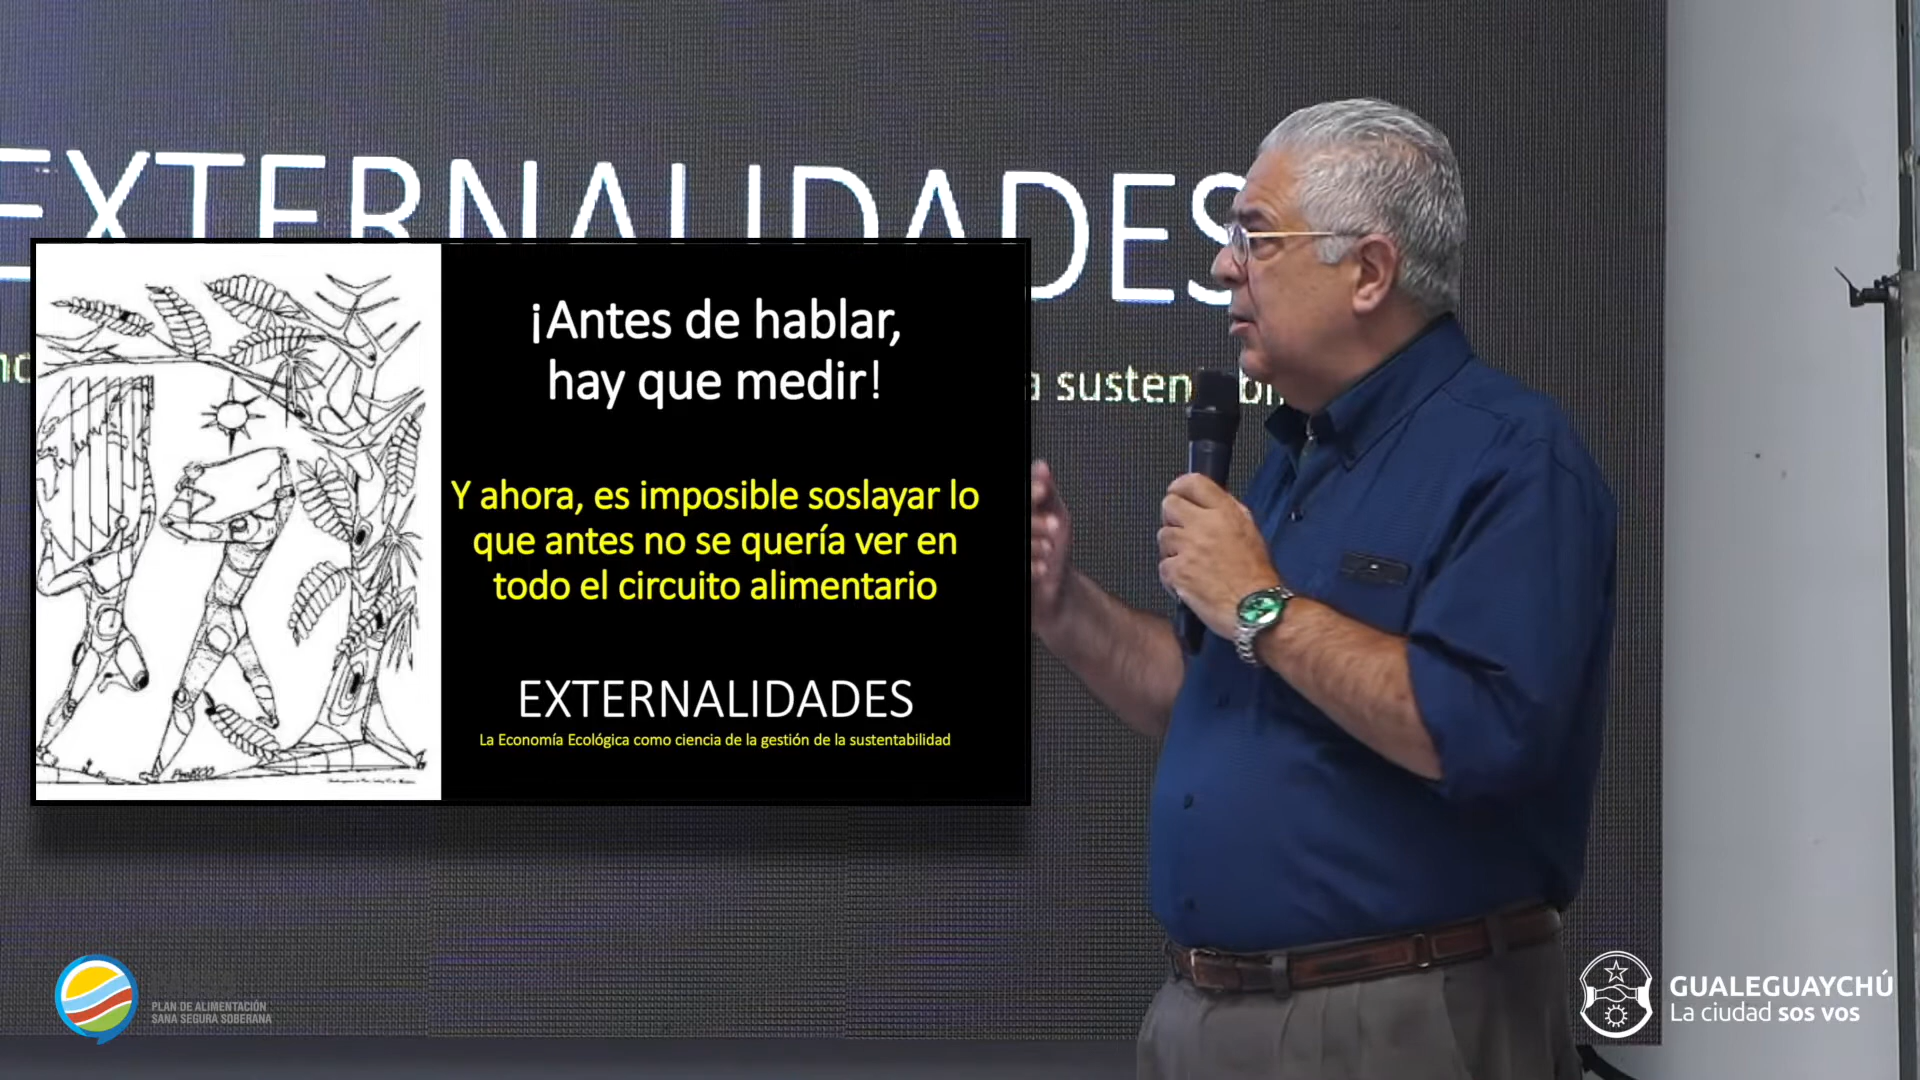 EXTERNALIDADES
¡Antes de hablar,
hay que medir!
Y ahora, es imposible soslayar lo
que antes no se quería ver en
todo el circuito alimentario
EXTERNALIDADES
La Economía Ecológica como ciencia de la gestión de la sustentabilidad
a susten
PLAN DE ALIMENTACIÓN
SANA SEGURA SOBERANA
GUALEGUAYCHÚ
La ciudad sos vos